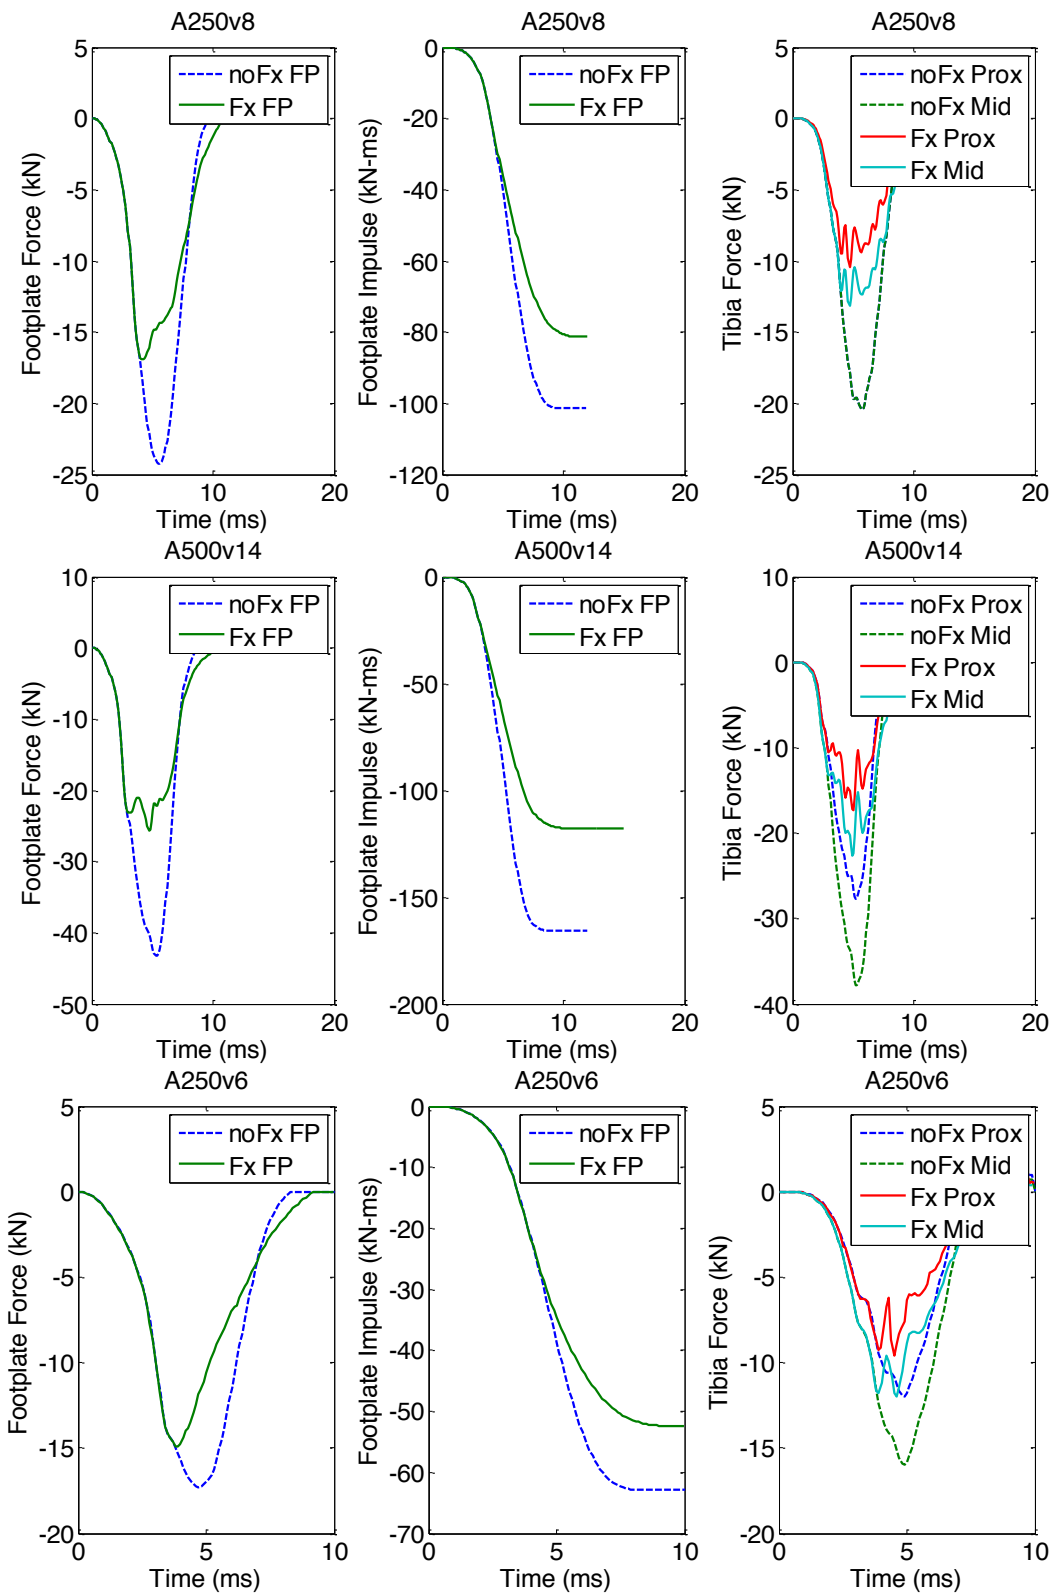 A250v8
A250v8
A250v8
5
0
-5
-10
-15
-20
-25
0
10
20
Footplate Force (kN)
Time (ms)
noFx FP
Fx FP
0
-20
-40
-60
-80
-100
-120
0
10
20
Footplate Impulse (kN-ms)
Time (ms)
noFx FP
Fx FP
5
0
-5
-10
-15
-20
-25
0
10
20
Tibia Force (kN)
Time (ms)
noFx Prox
noFx Mid
Fx Prox
Fx Mid
A500v14
A500v14
A500v14
10
0
-10
-20
-30
-40
-50
0
10
20
Footplate Force (kN)
Time (ms)
noFx FP
Fx FP
0
-50
-100
-150
-200
0
10
20
Footplate Impulse (kN-ms)
Time (ms)
noFx FP
Fx FP
10
0
-10
-20
-30
-40
0
10
20
Tibia Force (kN)
Time (ms)
noFx Prox
noFx Mid
Fx Prox
Fx Mid
A250v6
A250v6
A250v6
5
0
-5
-10
-15
-20
0
5
10
Footplate Force (kN)
Time (ms)
noFx FP
Fx FP
0
-10
-20
-30
-40
-50
-60
-70
0
5
10
Footplate Impulse (kN-ms)
Time (ms)
noFx FP
Fx FP
5
0
-5
-10
-15
-20
0
5
10
Tibia Force (kN)
Time (ms)
noFx Prox
noFx Mid
Fx Prox
Fx Mid